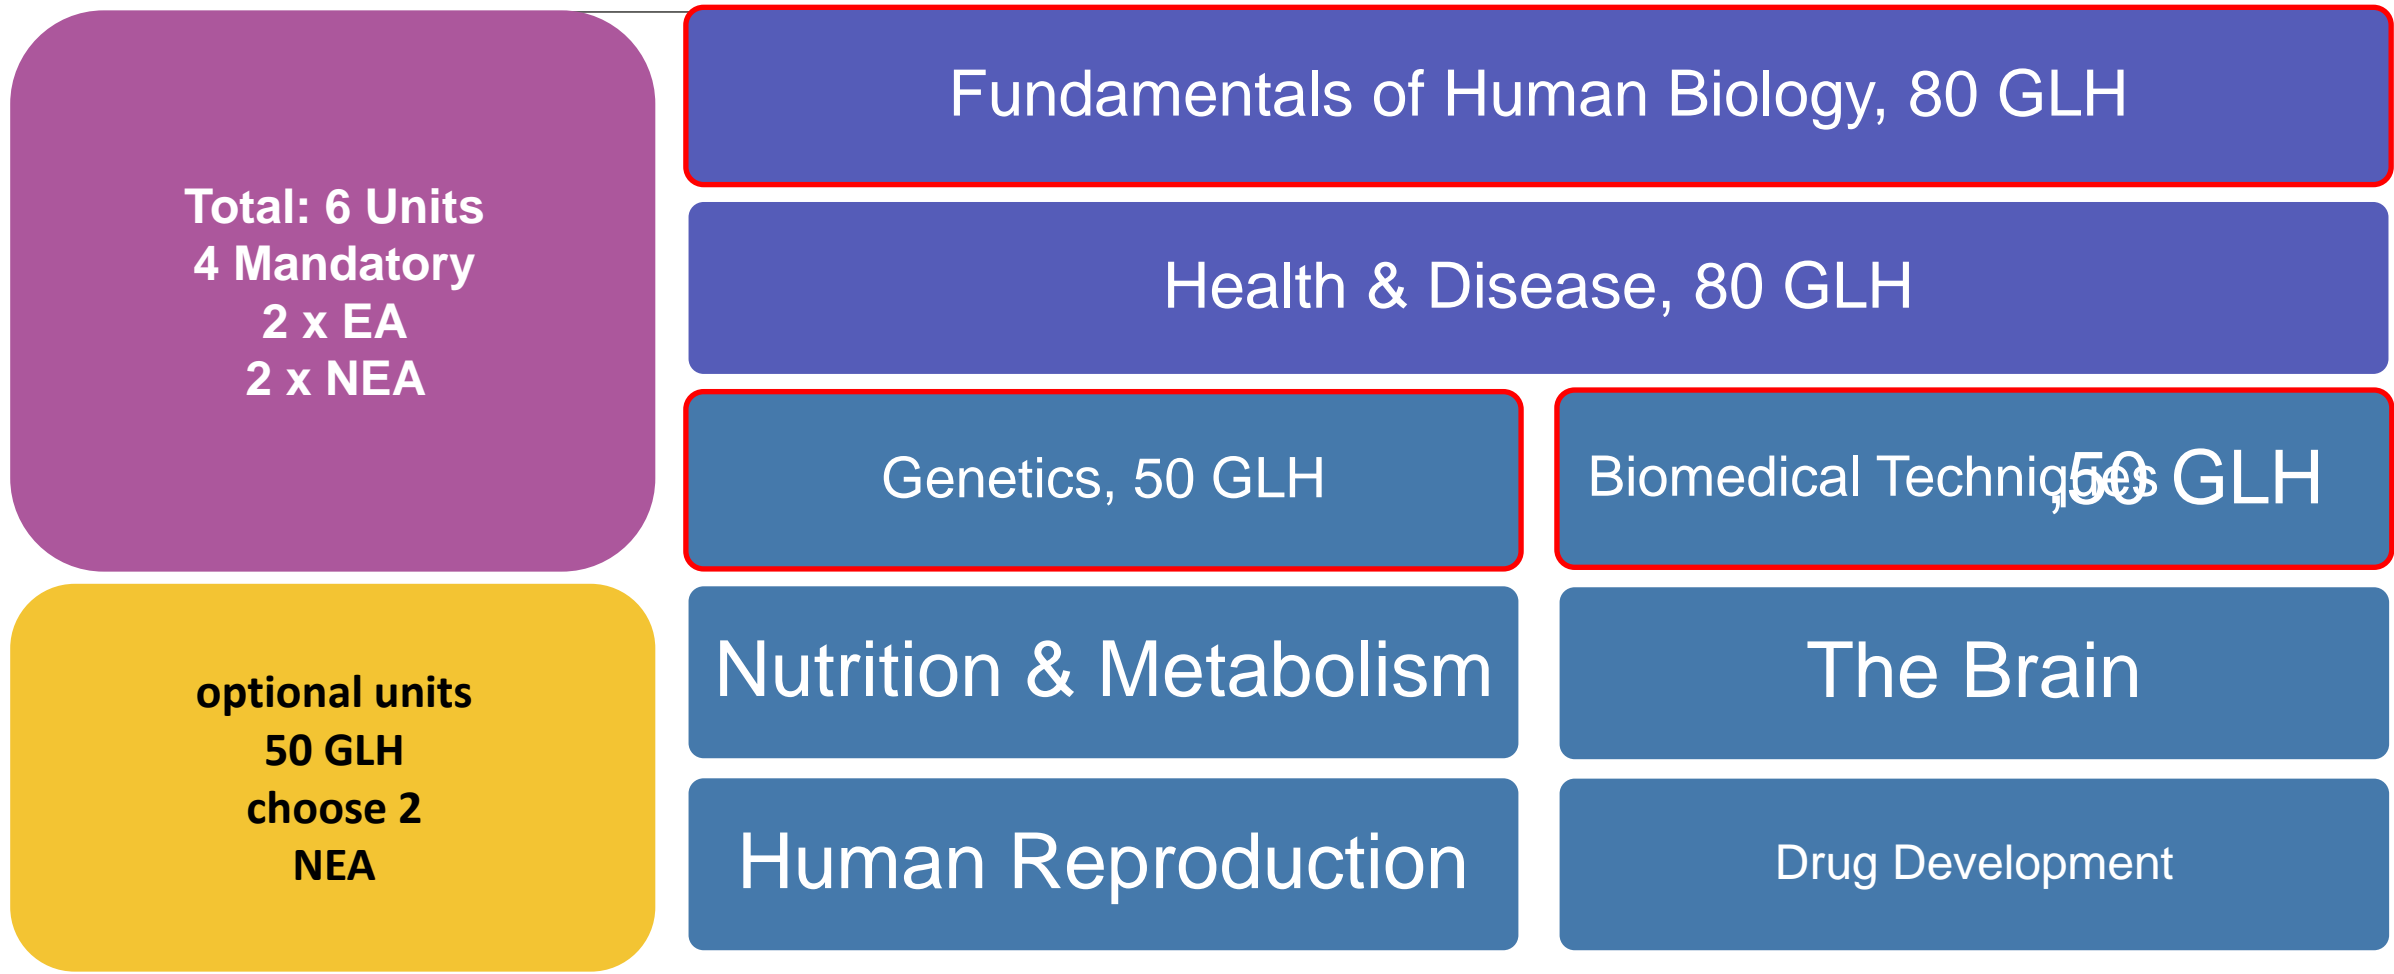 Total: 6 Units
4 Mandatory
2 x EA
2 x NEA
Fundamentals of Human Biology, 80 GLH
Health & Disease, 80 GLH
Genetics, 50 GLH
Biomedical Techniques ,50 GLH
optional units
50 GLH
choose 2
NEA
Nutrition & Metabolism
The Brain
Human Reproduction
Drug Development